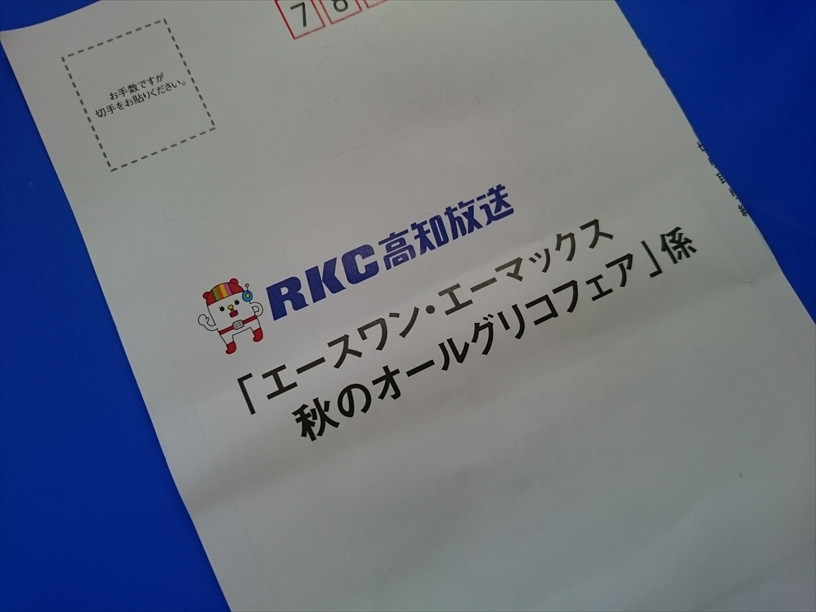 78
お手数ですが
切手をお貼りください。
RKC高知放送
「エースワン・エーマックス
秋のオールグリコフェア」係